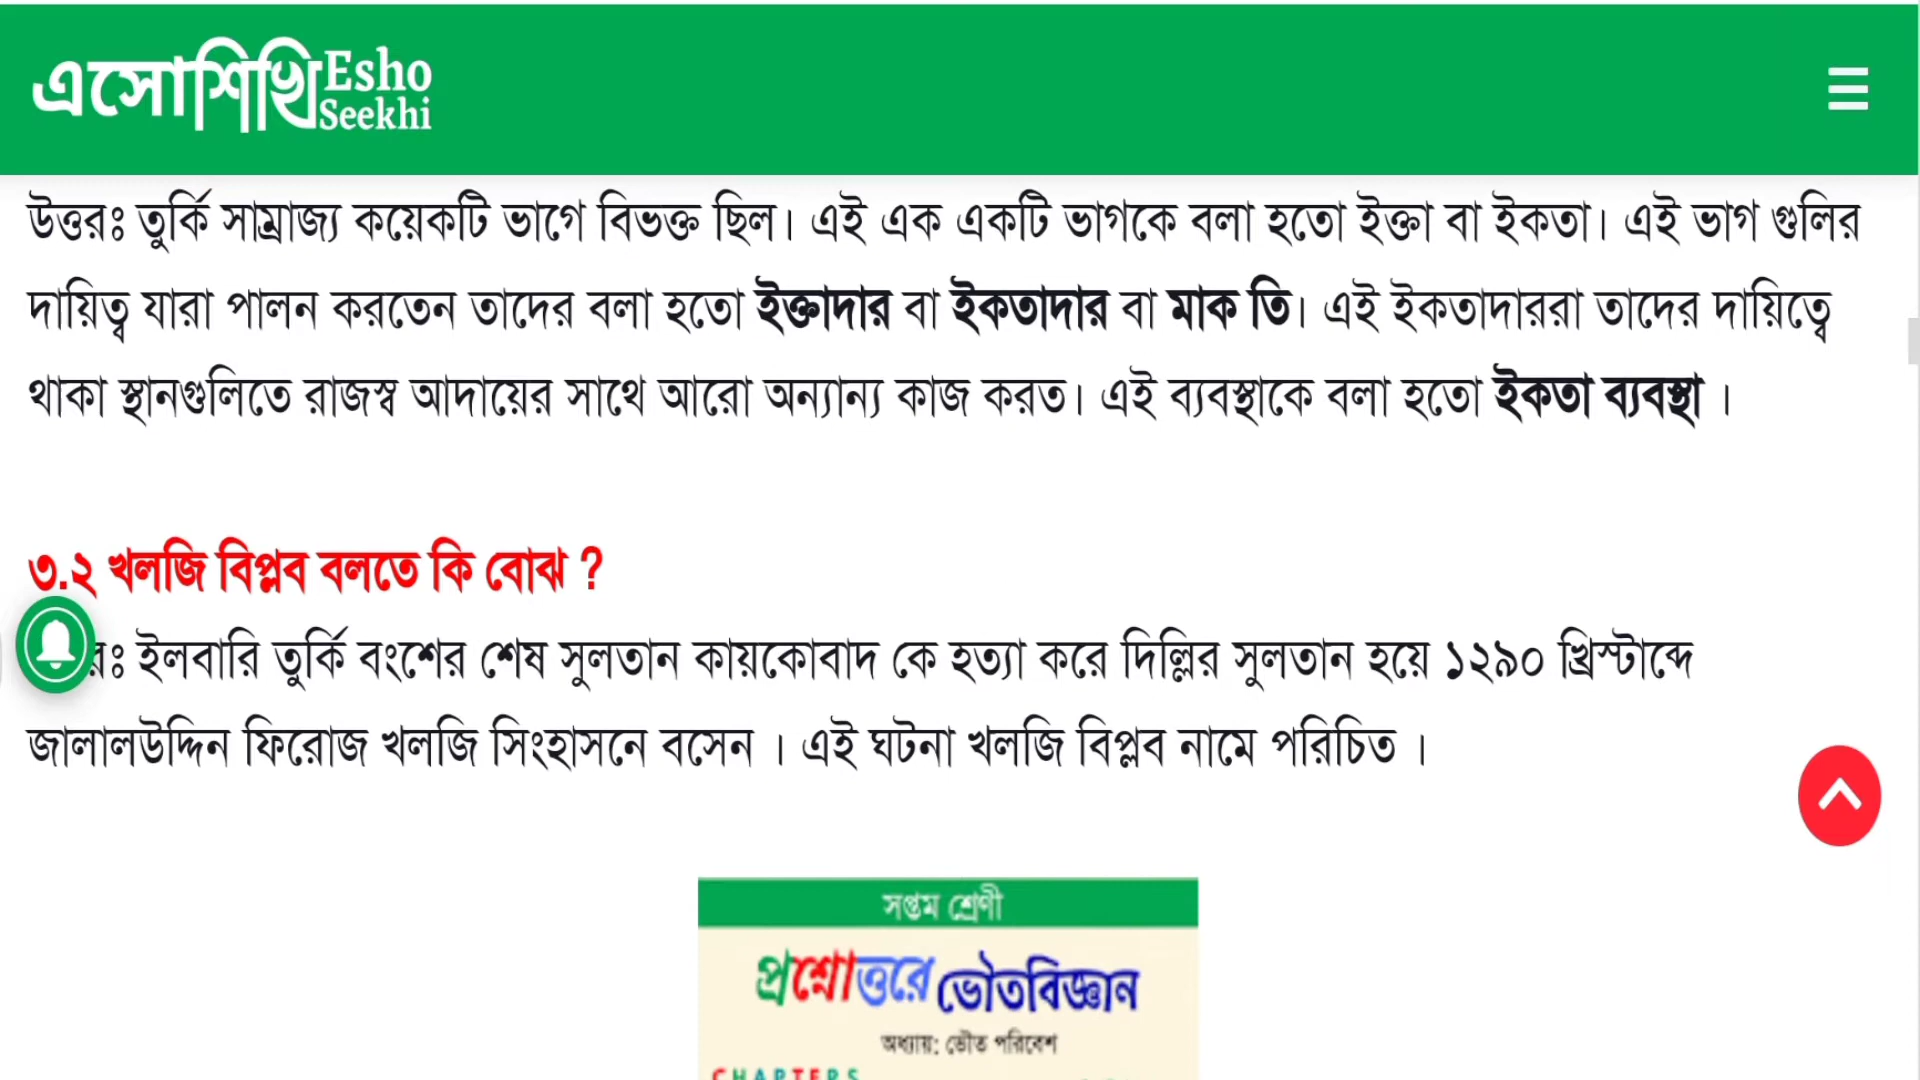 এসোশিখি Esho Seekhi
উত্তরঃ তুর্কি সাম্রাজ্য কয়েকটি ভাগে বিভক্ত ছিল। এই এক একটি ভাগকে বলা হতো ইক্তা বা ইকতা। এই ভাগ গুলির
দায়িত্ব যারা পালন করতেন তাদের বলা হতো ইক্তাদার বা ইকতাদার বা মাক তি। এই ইকতাদাররা তাদের দায়িত্বে
থাকা স্থানগুলিতে রাজস্ব আদায়ের সাথে আরো অন্যান্য কাজ করত। এই ব্যবস্থাকে বলা হতো ইকতা ব্যবস্থা ।
৩.২ খলজি বিপ্লব বলতে কি বোঝ ?
রঃ ইলবারি তুর্কি বংশের শেষ সুলতান কায়কোবাদ কে হত্যা করে দিল্লির সুলতান হয়ে ১২৯০ খ্রিস্টাব্দে
জালালউদ্দিন ফিরোজ খলজি সিংহাসনে বসেন । এই ঘটনা খলজি বিপ্লব নামে পরিচিত ।
সপ্তম শ্রেণী
প্রশ্নোত্তরে ভৌতবিজ্ঞান
অধ্যায়: ভৌত পরিবেশ
CHAPTERS